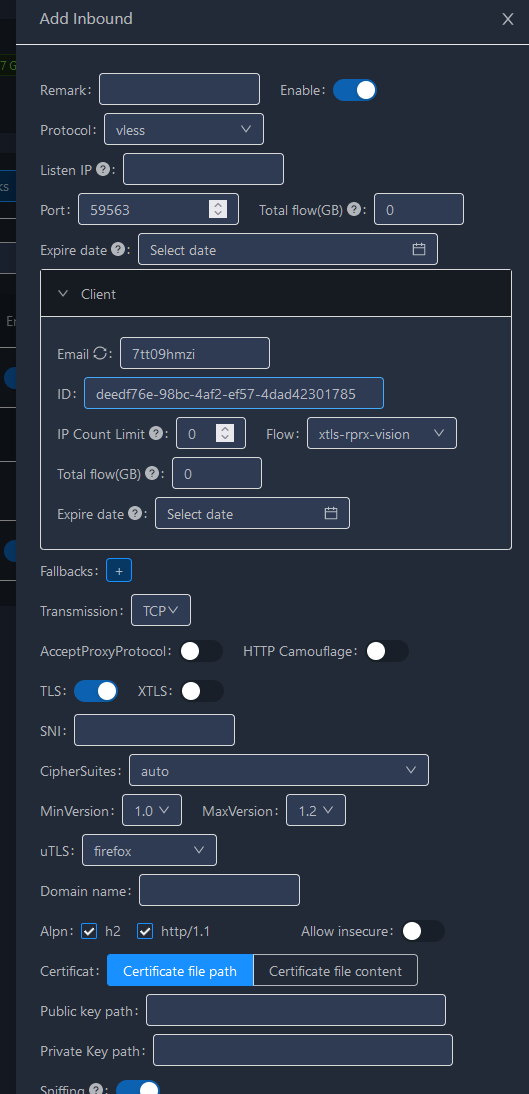 Add Inbound
7 G
Remark:
Enable:
Protocol: vless
Listen IP ?:
ks
Port: 59563 Total flow(GB) ?: 0
Expire date ?: Select date
Client
En
Email : 7tt09hmzi
ID: deedf76e-98bc-4af2-ef57-4dad42301785
IP Count Limit ?: 0 Flow: xtls-rprx-vision
Total flow(GB) ?: 0
Expire date ?: Select date
Fallbacks: +
Transmission: TCP
AcceptProxyProtocol: HTTP Camouflage:
TLS: XTLS:
SNI:
CipherSuites: auto
MinVersion: 1.0 MaxVersion: 1.2
uTLS: firefox
Domain name:
Alpn: h2 http/1.1 Allow insecure:
Certificat: Certificate file path Certificate file content
Public key path:
Private Key path:
Sniffing ?: